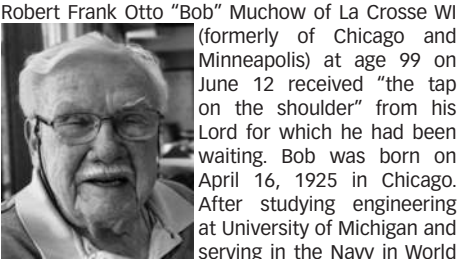 Robert Frank Otto “Bob” Muchow of La Crosse WI
(formerly of Chicago and
Minneapolis) at age 99 on
June 12 received “the tap
on the shoulder” from his
Lord for which he had been
waiting. Bob was born on
April 16, 1925 in Chicago.
After studying engineering
at University of Michigan and
serving in the Navy in World